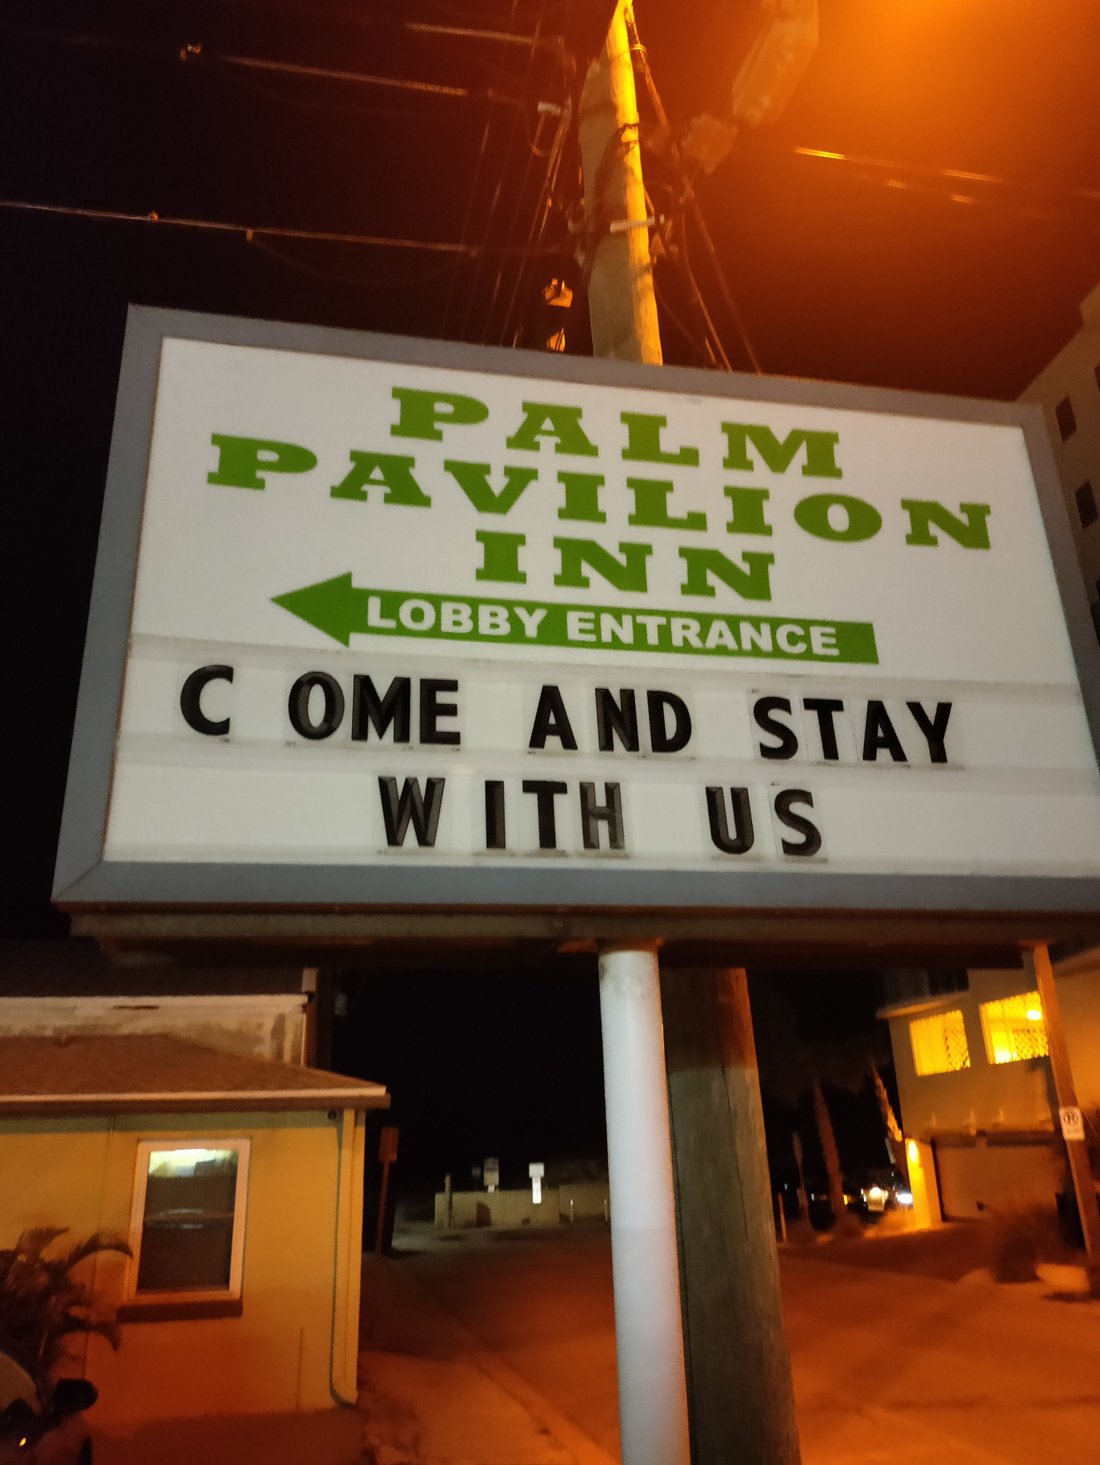 PALM
PAVILION
INN
LOBBY ENTRANCE
C OME AND STAY
WITH US